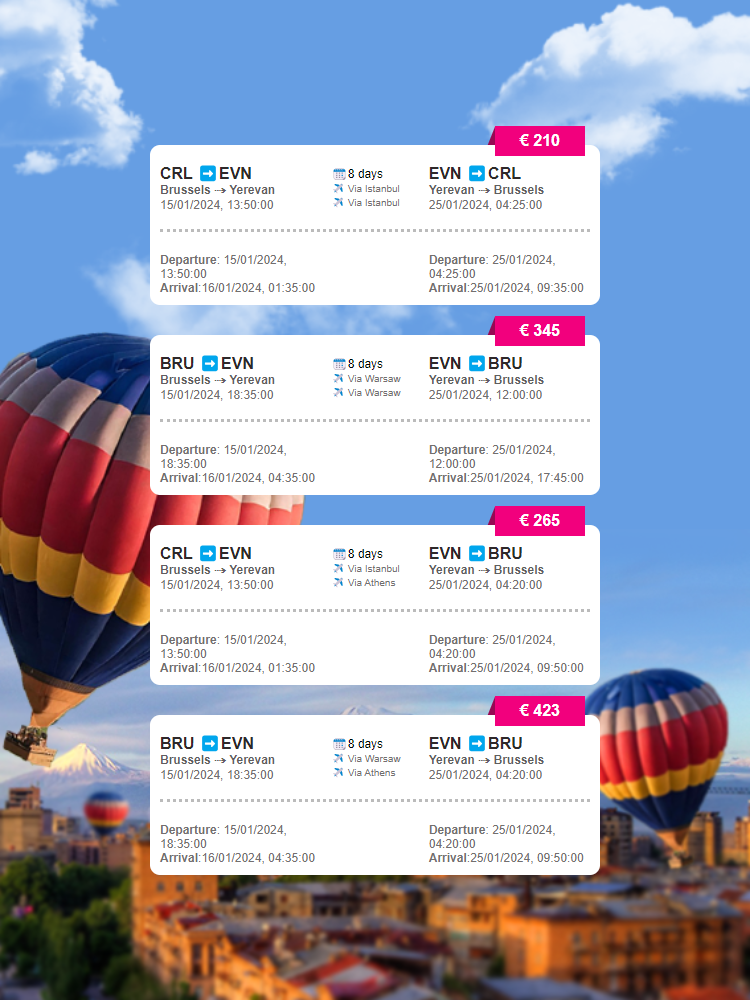 € 210
CRL ➡️ EVN
Brussels ⤑ Yerevan
15/01/2024, 13:50:00
8 days
Via Istanbul
Via Istanbul
EVN ➡️ CRL
Yerevan ⤑ Brussels
25/01/2024, 04:25:00
Departure: 15/01/2024,
13:50:00
Arrival:16/01/2024, 01:35:00
Departure: 25/01/2024,
04:25:00
Arrival:25/01/2024, 09:35:00
€ 345
BRU ➡️ EVN
Brussels ⤑ Yerevan
15/01/2024, 18:35:00
8 days
Via Warsaw
Via Warsaw
EVN ➡️ BRU
Yerevan ⤑ Brussels
25/01/2024, 12:00:00
Departure: 15/01/2024,
18:35:00
Arrival:16/01/2024, 04:35:00
Departure: 25/01/2024,
12:00:00
Arrival:25/01/2024, 17:45:00
€ 265
CRL ➡️ EVN
Brussels ⤑ Yerevan
15/01/2024, 13:50:00
8 days
Via Istanbul
Via Athens
EVN ➡️ BRU
Yerevan ⤑ Brussels
25/01/2024, 04:20:00
Departure: 15/01/2024,
13:50:00
Arrival:16/01/2024, 01:35:00
Departure: 25/01/2024,
04:20:00
Arrival:25/01/2024, 09:50:00
€ 423
BRU ➡️ EVN
Brussels ⤑ Yerevan
15/01/2024, 18:35:00
8 days
Via Warsaw
Via Athens
EVN ➡️ BRU
Yerevan ⤑ Brussels
25/01/2024, 04:20:00
Departure: 15/01/2024,
18:35:00
Arrival:16/01/2024, 04:35:00
Departure: 25/01/2024,
04:20:00
Arrival:25/01/2024, 09:50:00